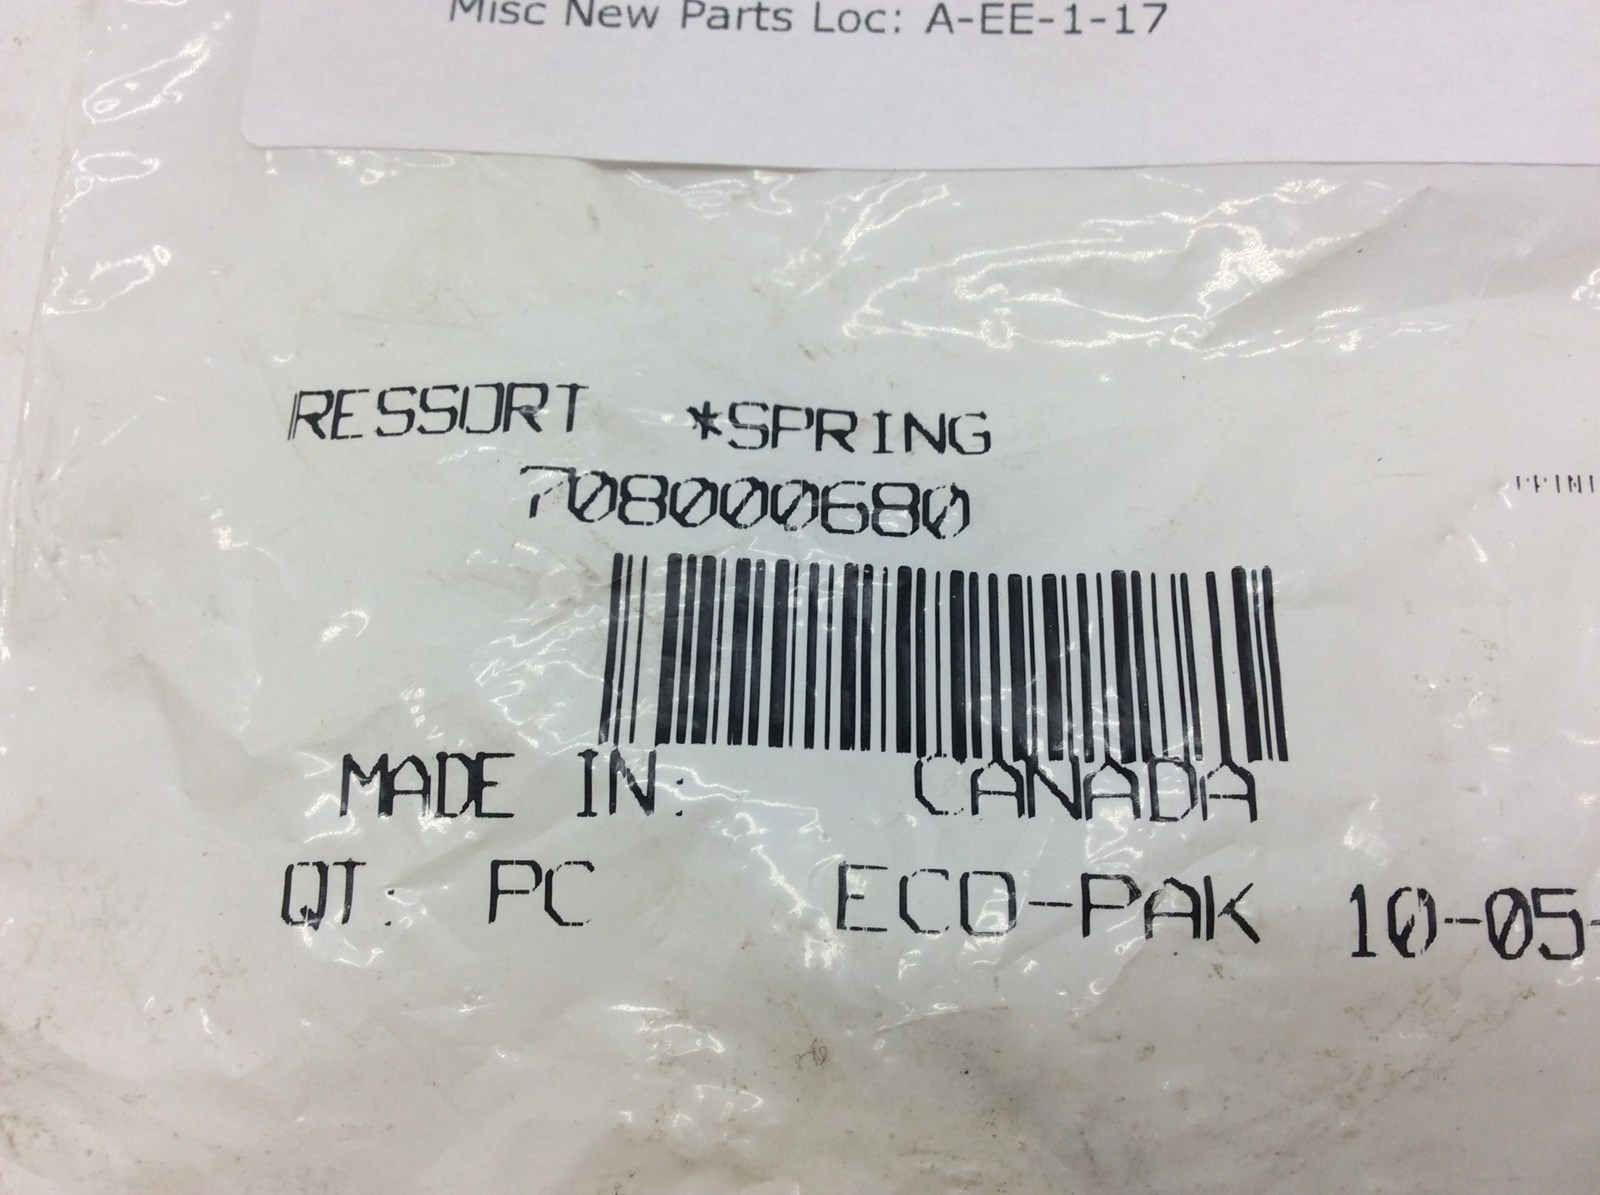 Misc New Parts Loc: A-EE-1-17
RESSORT *SPRING
708000680
MADE IN: CANADA
QT: PC ECO-PAK 10-05-